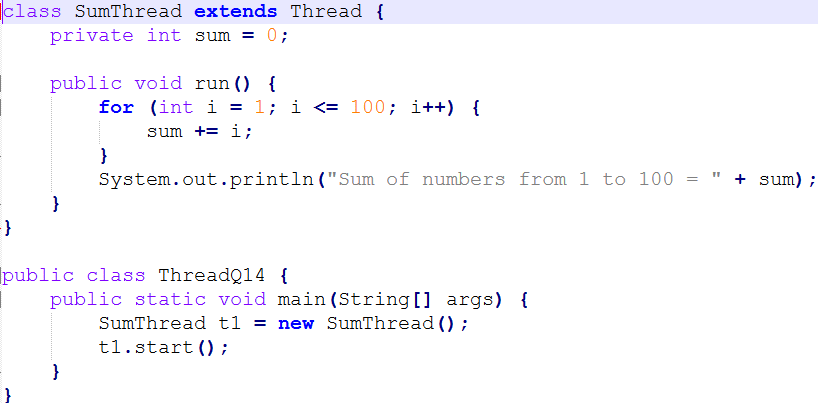 class SumThread extends Thread {
    private int sum = 0;

    public void run() {
        for (int i = 1; i <= 100; i++) {
            sum += i;
        }
        System.out.println("Sum of numbers from 1 to 100 = " + sum);
    }
}

public class ThreadQ14 {
    public static void main(String[] args) {
        SumThread t1 = new SumThread();
        t1.start();
    }
}